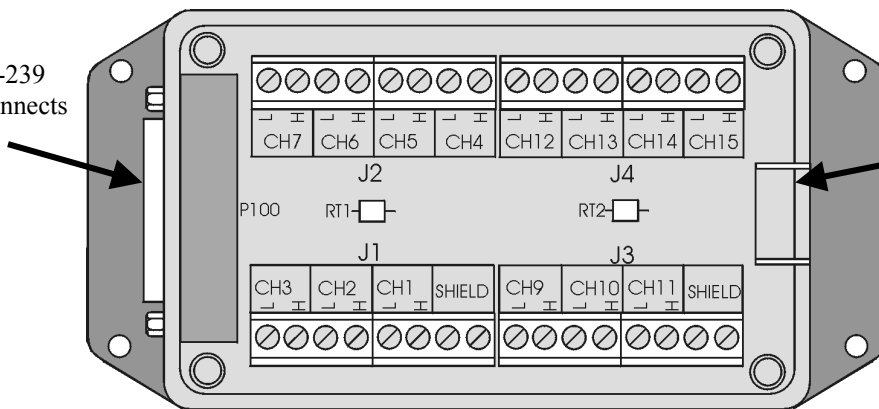 -239
nnects
L H L H L H L H L H L H L H L H
CH7 CH6 CH5 CH4 CH12 CH13 CH14 CH15
J2 J4
P100 RT1 RT2
J1 J3
CH3 CH2 CH1 SHIELD CH9 CH10 CH11 SHIELD
L H L H L H L H L H L H